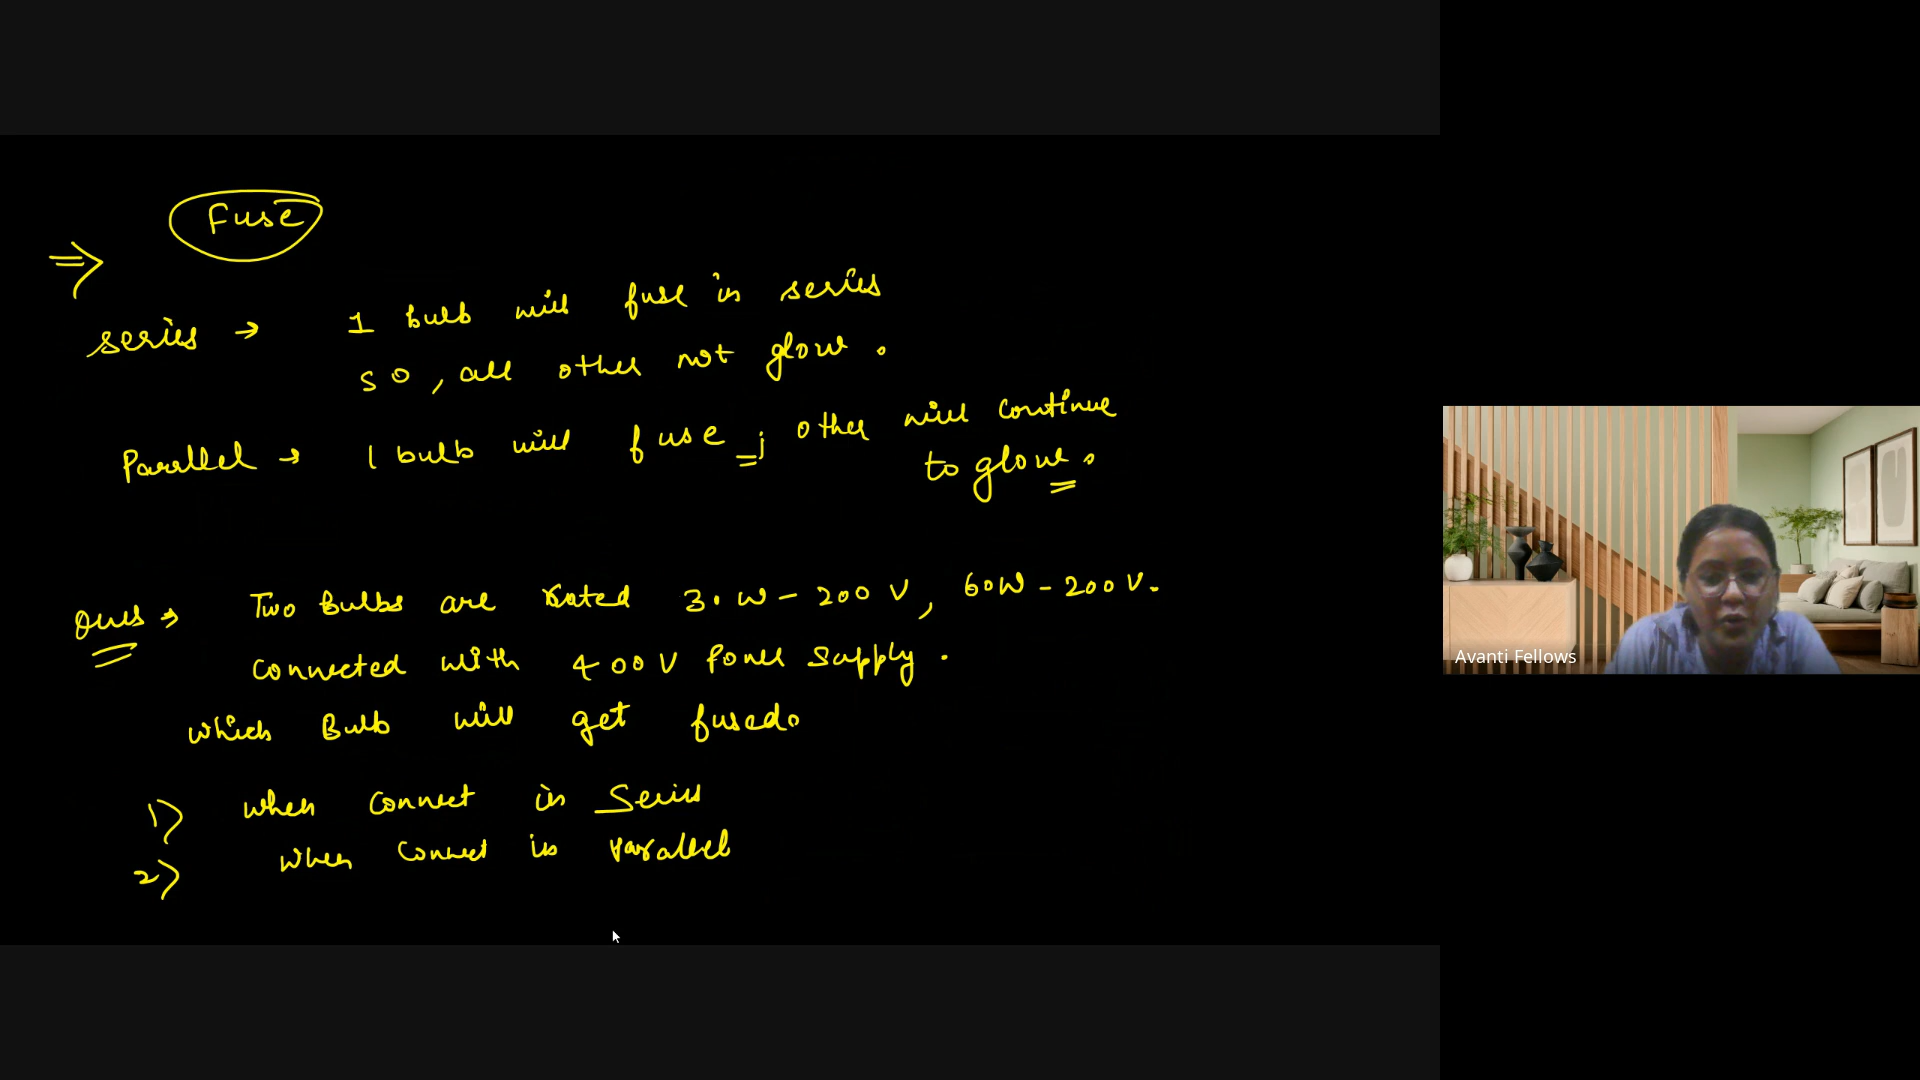 Fuse
⇒
series → 1 bulb will fuse in series
so, all other not glow.
Parallel → 1 bulb will fuse; other will continue
to glow.
Ques → Two Bulbs are rated 30W - 200V, 60W - 200V.
connected with 400V Power Supply.
which Bulb will get fused.
1) when connect in Series
2) when connect in parallel
Avanti Fellows